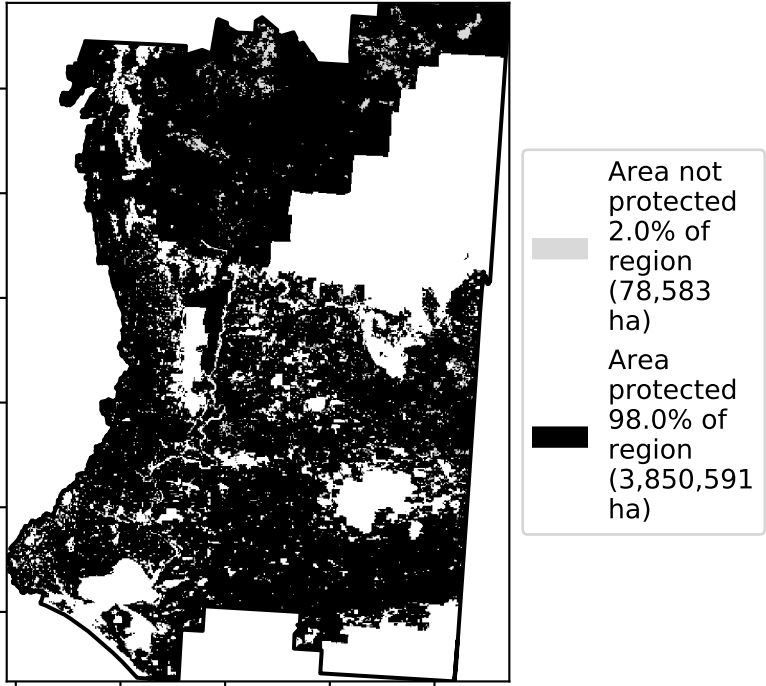 Area not
protected
2.0% of
region
(78,583
ha)
Area
protected
98.0% of
region
(3,850,591
ha)